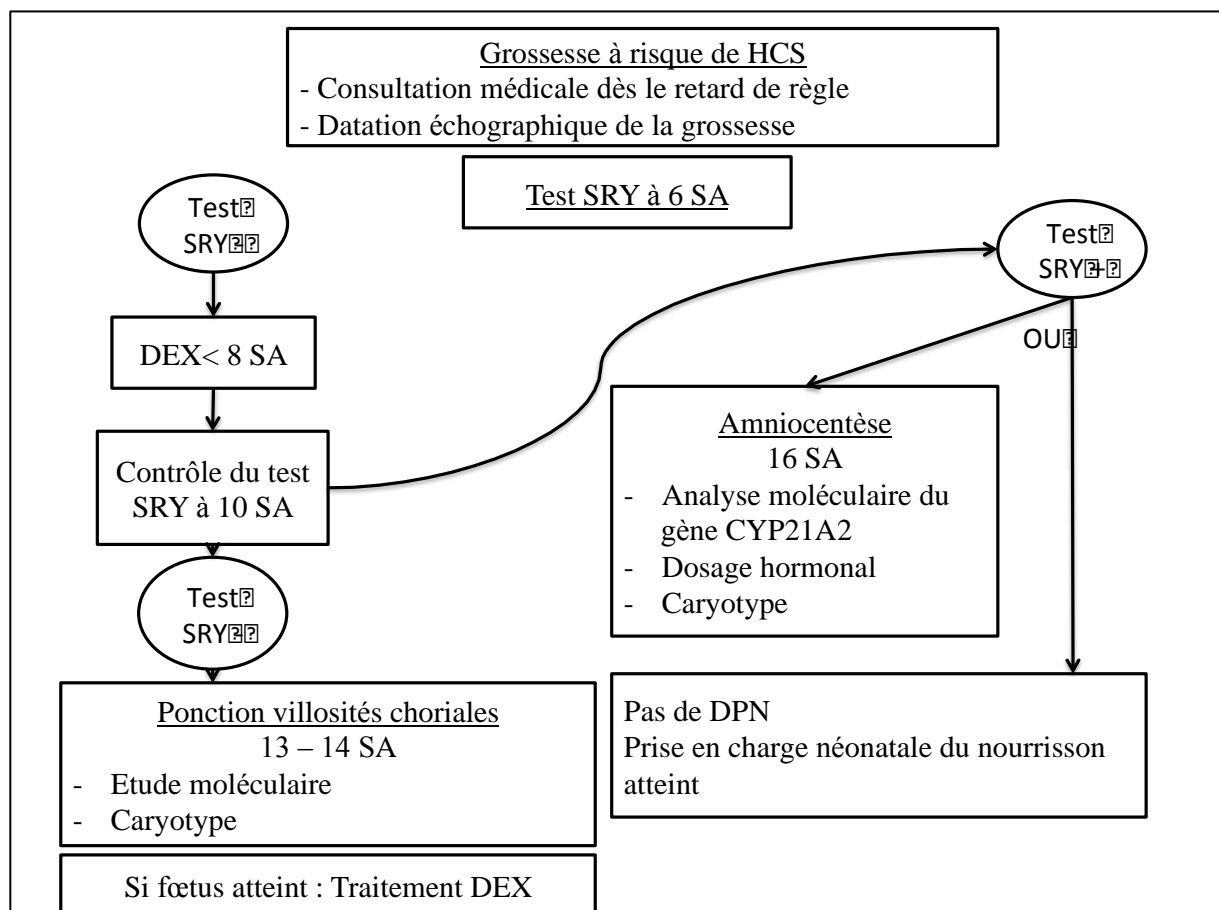 Grossesse à risque de HCS
- Consultation médicale dès le retard de règle
- Datation échographique de la grossesse
Test SRY à 6 SA
Test
SRY -
DEX< 8 SA
Contrôle du test
SRY à 10 SA
Test
SRY -
Ponction villosités choriales
13 – 14 SA
- Etude moléculaire
- Caryotype
Si fœtus atteint : Traitement DEX
Test
SRY +
OU
Amniocentèse
16 SA
- Analyse moléculaire du
gène CYP21A2
- Dosage hormonal
- Caryotype
Pas de DPN
Prise en charge néonatale du nourrisson
atteint